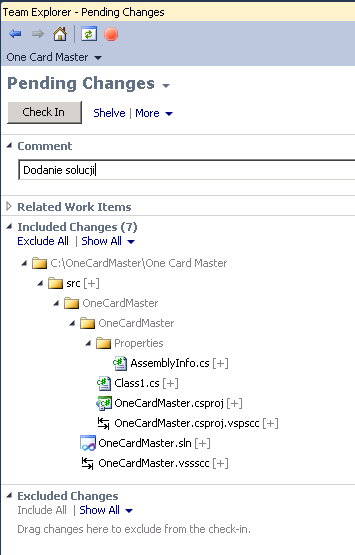 Team Explorer - Pending Changes
One Card Master
Pending Changes
Check In Shelve | More
Comment
Dodanie solucji
Related Work Items
Included Changes (7)
Exclude All | Show All
C:\OneCardMaster\One Card Master
src [+]
OneCardMaster
OneCardMaster
Properties
AssemblyInfo.cs [+]
Class1.cs [+]
OneCardMaster.csproj [+]
OneCardMaster.csproj.vspscc [+]
OneCardMaster.sln [+]
OneCardMaster.vssscc [+]
Excluded Changes
Include All | Show All
Drag changes here to exclude from the check-in.